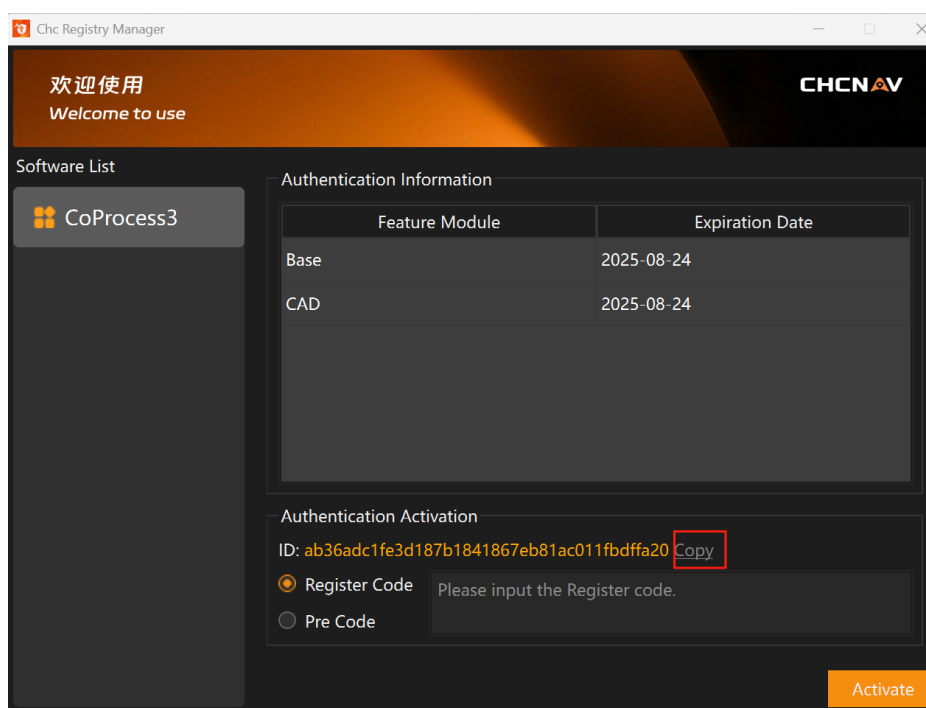 Chc Registry Manager
欢迎使用
Welcome to use
CHCNAV
Software List
CoProcess3
Authentication Information
Feature Module Expiration Date
Base 2025-08-24
CAD 2025-08-24
Authentication Activation
ID: ab36adc1fe3d187b1841867eb81ac011fbdffa20 Copy
Register Code Please input the Register code.
Pre Code
Activate